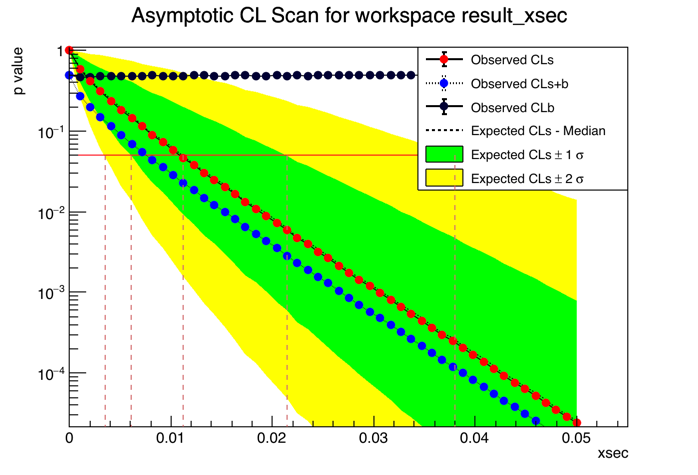 Asymptotic CL Scan for workspace result_xsec
p value
1
10⁻¹
10⁻²
10⁻³
10⁻⁴
Observed CLs
Observed CLs+b
Observed CLb
Expected CLs - Median
Expected CLs ± 1 σ
Expected CLs ± 2 σ
0 0.01 0.02 0.03 0.04 0.05
xsec